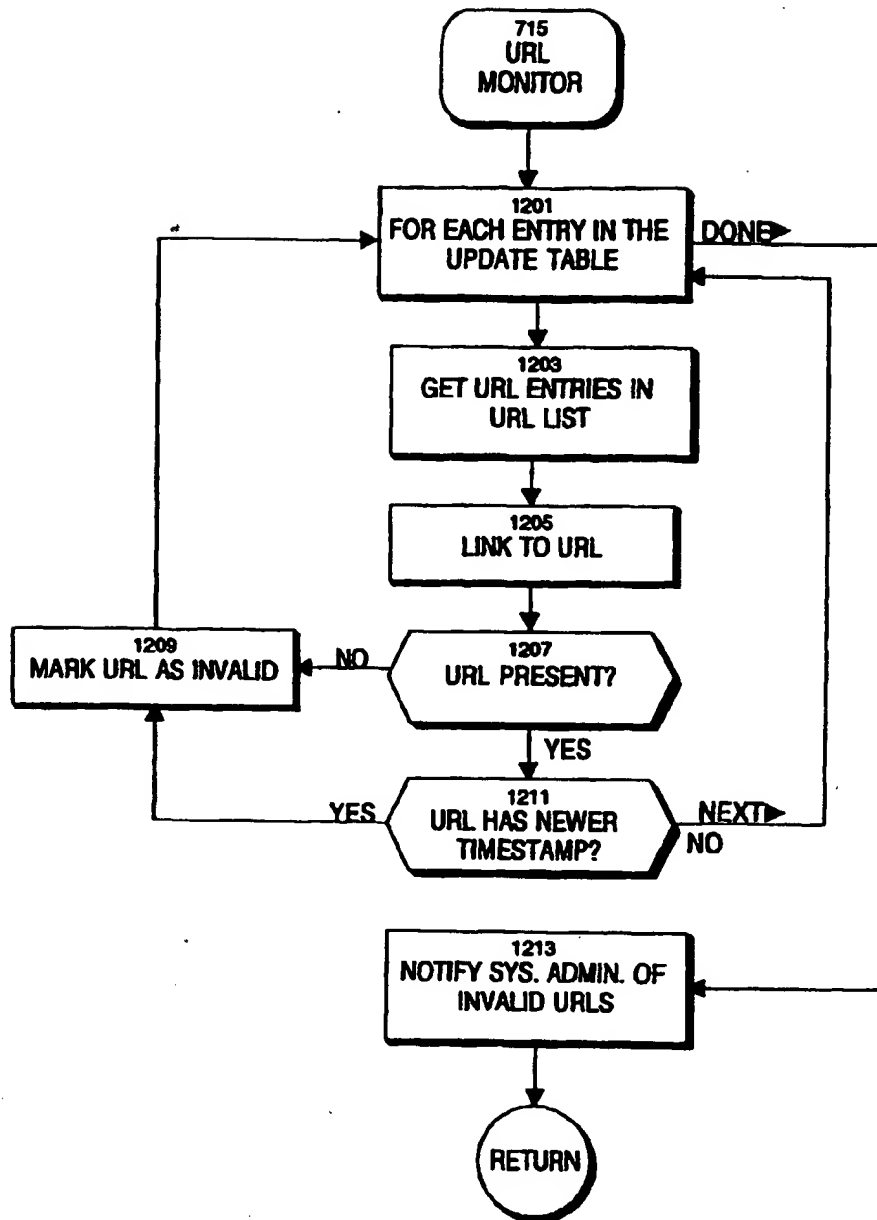 715
URL
MONITOR
1201
FOR EACH ENTRY IN THE
UPDATE TABLE
DONE
1203
GET URL ENTRIES IN
URL LIST
1205
LINK TO URL
1209
MARK URL AS INVALID
NO
1207
URL PRESENT?
YES
YES
1211
URL HAS NEWER
TIMESTAMP?
NEXT
NO
1213
NOTIFY SYS. ADMIN. OF
INVALID URLS
RETURN